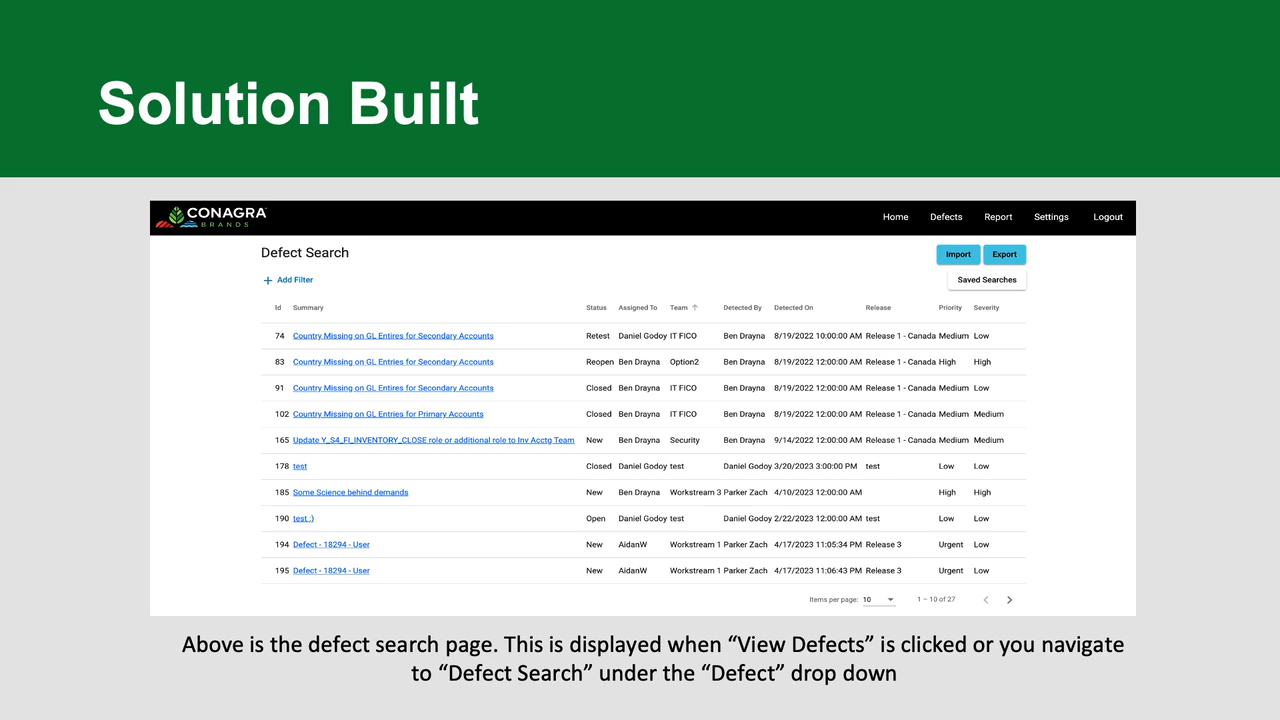 Solution Built
CONAGRA
BRANDS
Home Defects Report Settings Logout
Defect Search
Import Export
+ Add Filter
Saved Searches
Id Summary Status Assigned To Team ↑ Detected By Detected On Release Priority Severity
74 Country Missing on GL Entires for Secondary Accounts Retest Daniel Godoy IT FICO Ben Drayna 8/19/2022 10:00:00 AM Release 1 - Canada Medium Low
83 Country Missing on GL Entries for Secondary Accounts Reopen Ben Drayna Option2 Ben Drayna 8/19/2022 12:00:00 AM Release 1 - Canada High High
91 Country Missing on GL Entires for Secondary Accounts Closed Ben Drayna IT FICO Ben Drayna 8/19/2022 12:00:00 AM Release 1 - Canada Medium Low
102 Country Missing on GL Entries for Primary Accounts Closed Ben Drayna IT FICO Ben Drayna 8/19/2022 12:00:00 AM Release 1 - Canada Medium Medium
165 Update Y_S4_FI_INVENTORY_CLOSE role or additional role to Inv Acctg Team New Ben Drayna Security Ben Drayna 9/14/2022 12:00:00 AM Release 1 - Canada Medium Medium
178 test Closed Daniel Godoy test Daniel Godoy 3/20/2023 3:00:00 PM test Low Low
185 Some Science behind demands New Ben Drayna Workstream 3 Parker Zach 4/10/2023 12:00:00 AM High High
190 test :) Open Daniel Godoy test Daniel Godoy 2/22/2023 12:00:00 AM test Low Low
194 Defect - 18294 - User New AidanW Workstream 1 Parker Zach 4/17/2023 11:05:34 PM Release 3 Urgent Low
195 Defect - 18294 - User New AidanW Workstream 1 Parker Zach 4/17/2023 11:06:43 PM Release 3 Urgent Low
Items per page: 10 1 – 10 of 27
Above is the defect search page. This is displayed when “View Defects” is clicked or you navigate
to “Defect Search” under the “Defect” drop down